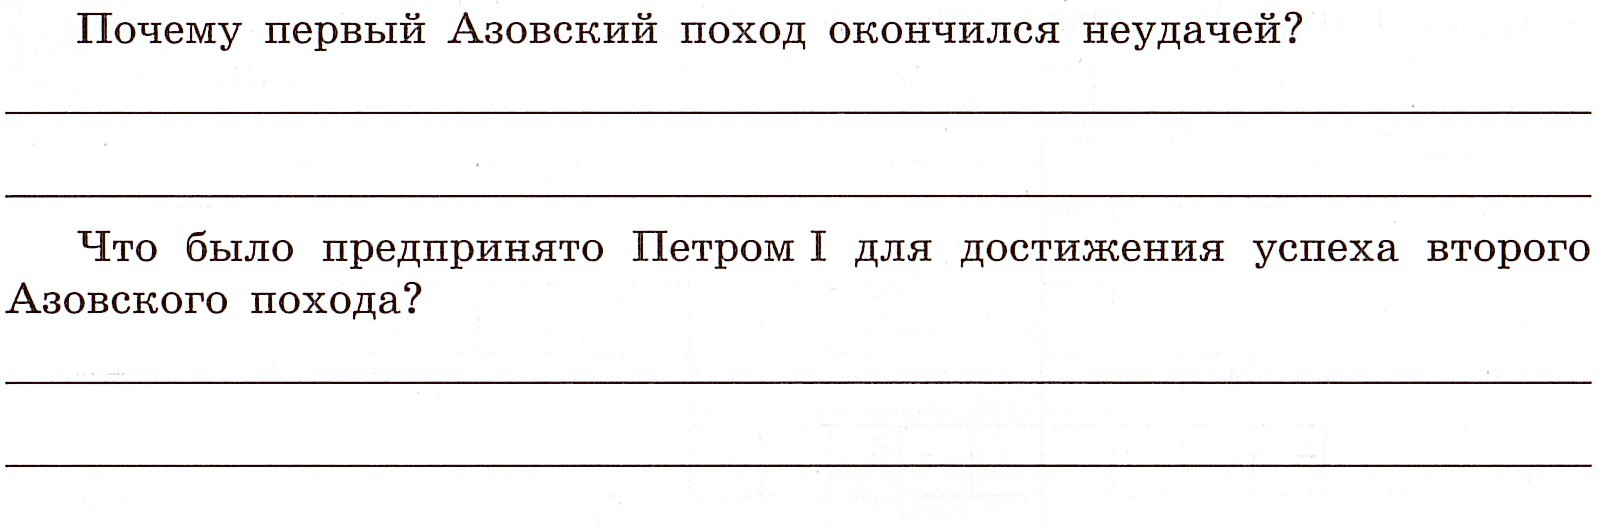 Почему первый Азовский поход окончился неудачей?
Что было предпринято Петром I для достижения успеха второго
Азовского похода?